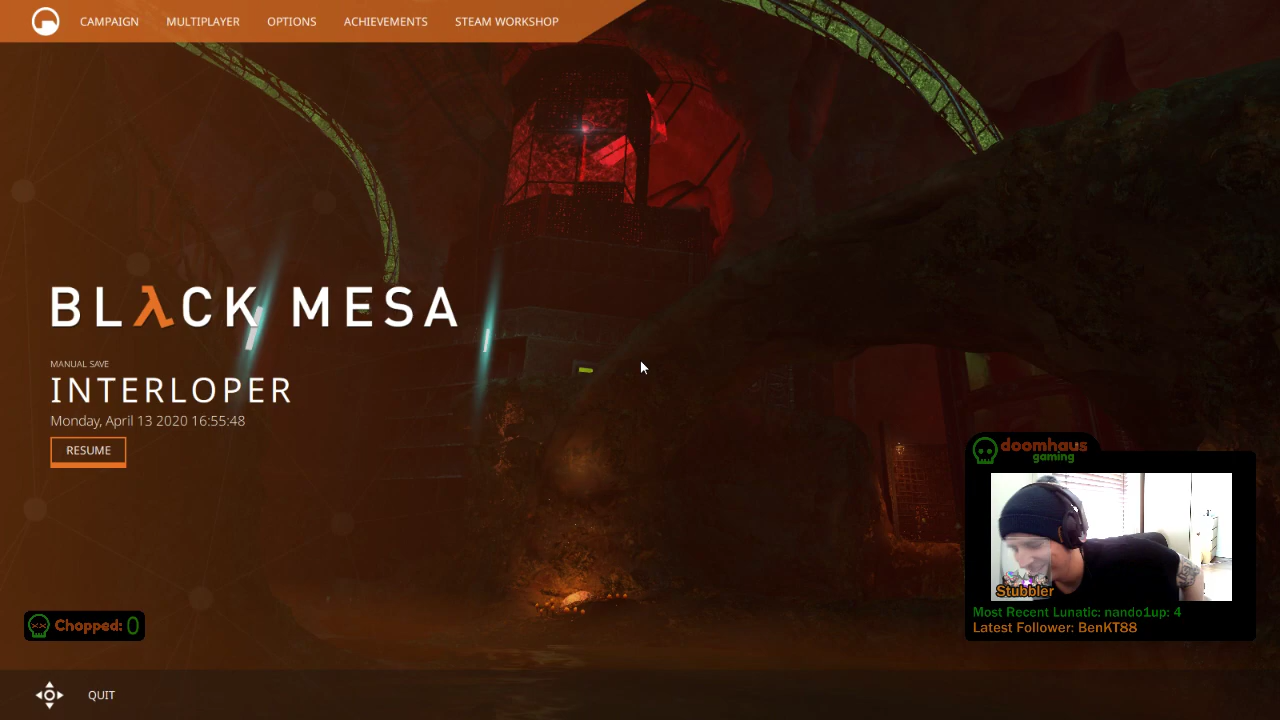 CAMPAIGN MULTIPLAYER OPTIONS ACHIEVEMENTS STEAM WORKSHOP
BLλCK MESA
MANUAL SAVE
INTERLOPER
Monday, April 13 2020 16:55:48
RESUME
doomhaus
gaming
Stubbler
Most Recent Lunatic: nando1up: 4
Latest Follower: BenKT88
Chopped: 0
QUIT